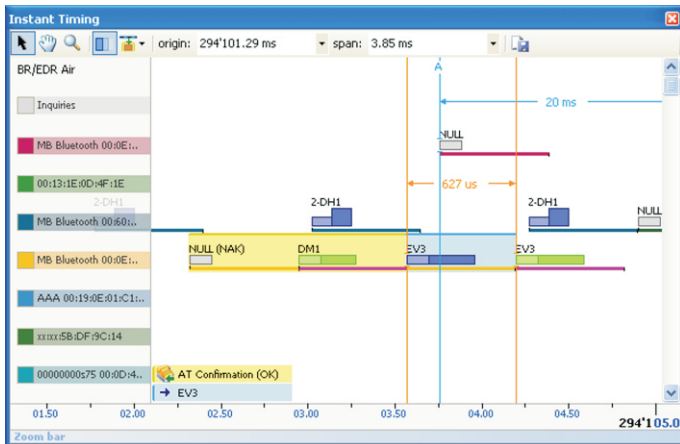 Instant Timing
origin: 294'101.29 ms span: 3.85 ms
BR/EDR Air
A
Inquiries
20 ms
NULL
MB Bluetooth 00:0E:..
00:13:1E:0D:4F:1E
627 us
2-DH1 2-DH1 2-DH1
NULL
MB Bluetooth 00:60:..
NULL (NAK) DM1 EV3 EV3
MB Bluetooth 00:0E:..
AAA 00:19:0E:01:C1:..
xx:xx:5B:DF:9C:14
00000000s75 00:0D:4.. AT Confirmation (OK)
EV3
01.50 02.00 02.50 03.00 03.50 04.00 04.50 294'105.0
Zoom bar